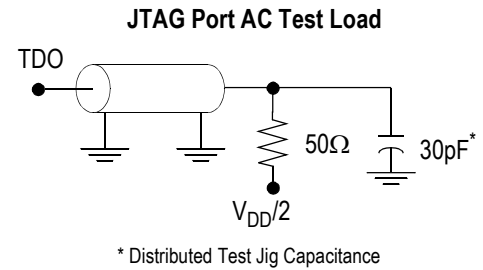 JTAG Port AC Test Load
TDO
50Ω
30pF*
VDD/2
* Distributed Test Jig Capacitance